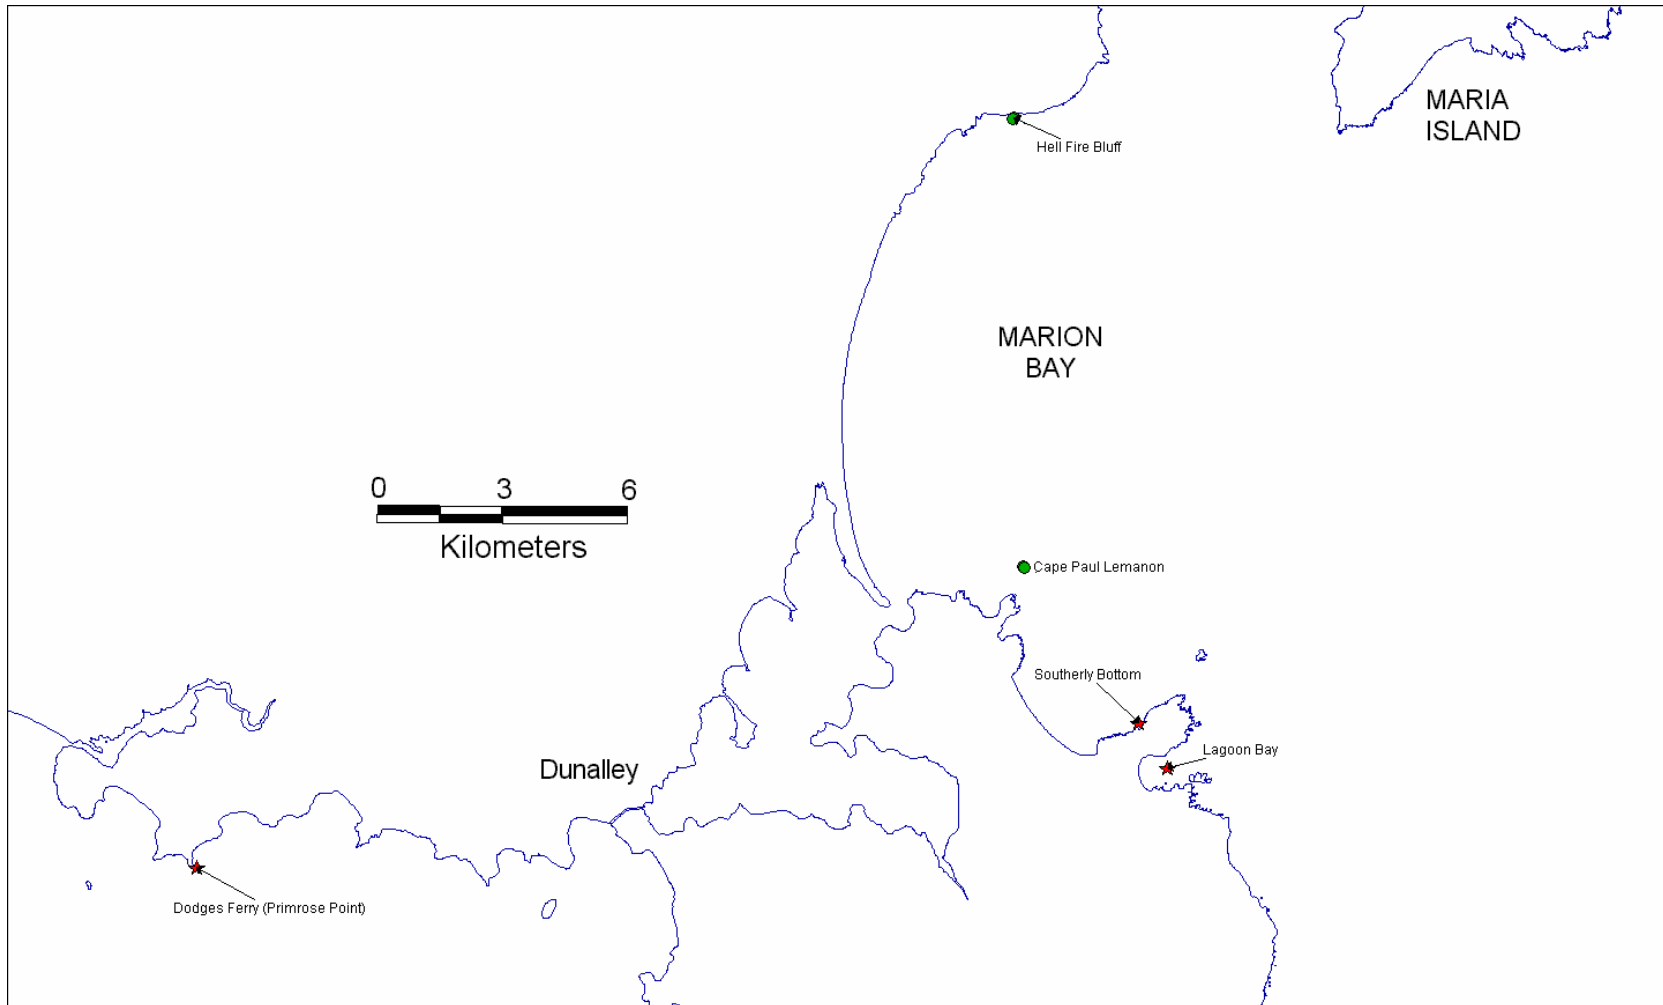 MARIA
ISLAND
Hell Fire Bluff
MARION
BAY
0 3 6
Kilometers
Cape Paul Lemanon
Southerly Bottom
Lagoon Bay
Dunalley
Dodges Ferry (Primrose Point)